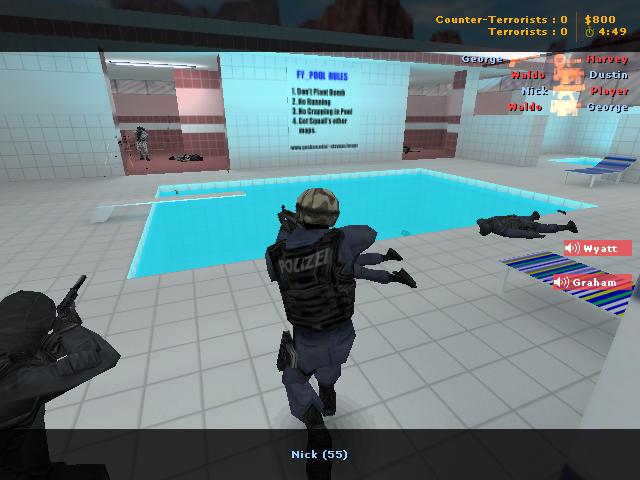 Counter-Terrorists : 0 $800
Terrorists : 0 4:49
George Harvey
Waldo Dustin
Nick Player
Waldo George
FY_POOL RULES
1. Don't Plant Bomb
2. No Running
3. No Crapping in Pool
4. Get Squall's other
maps.
POLIZEI
Wyatt
Graham
Nick (55)